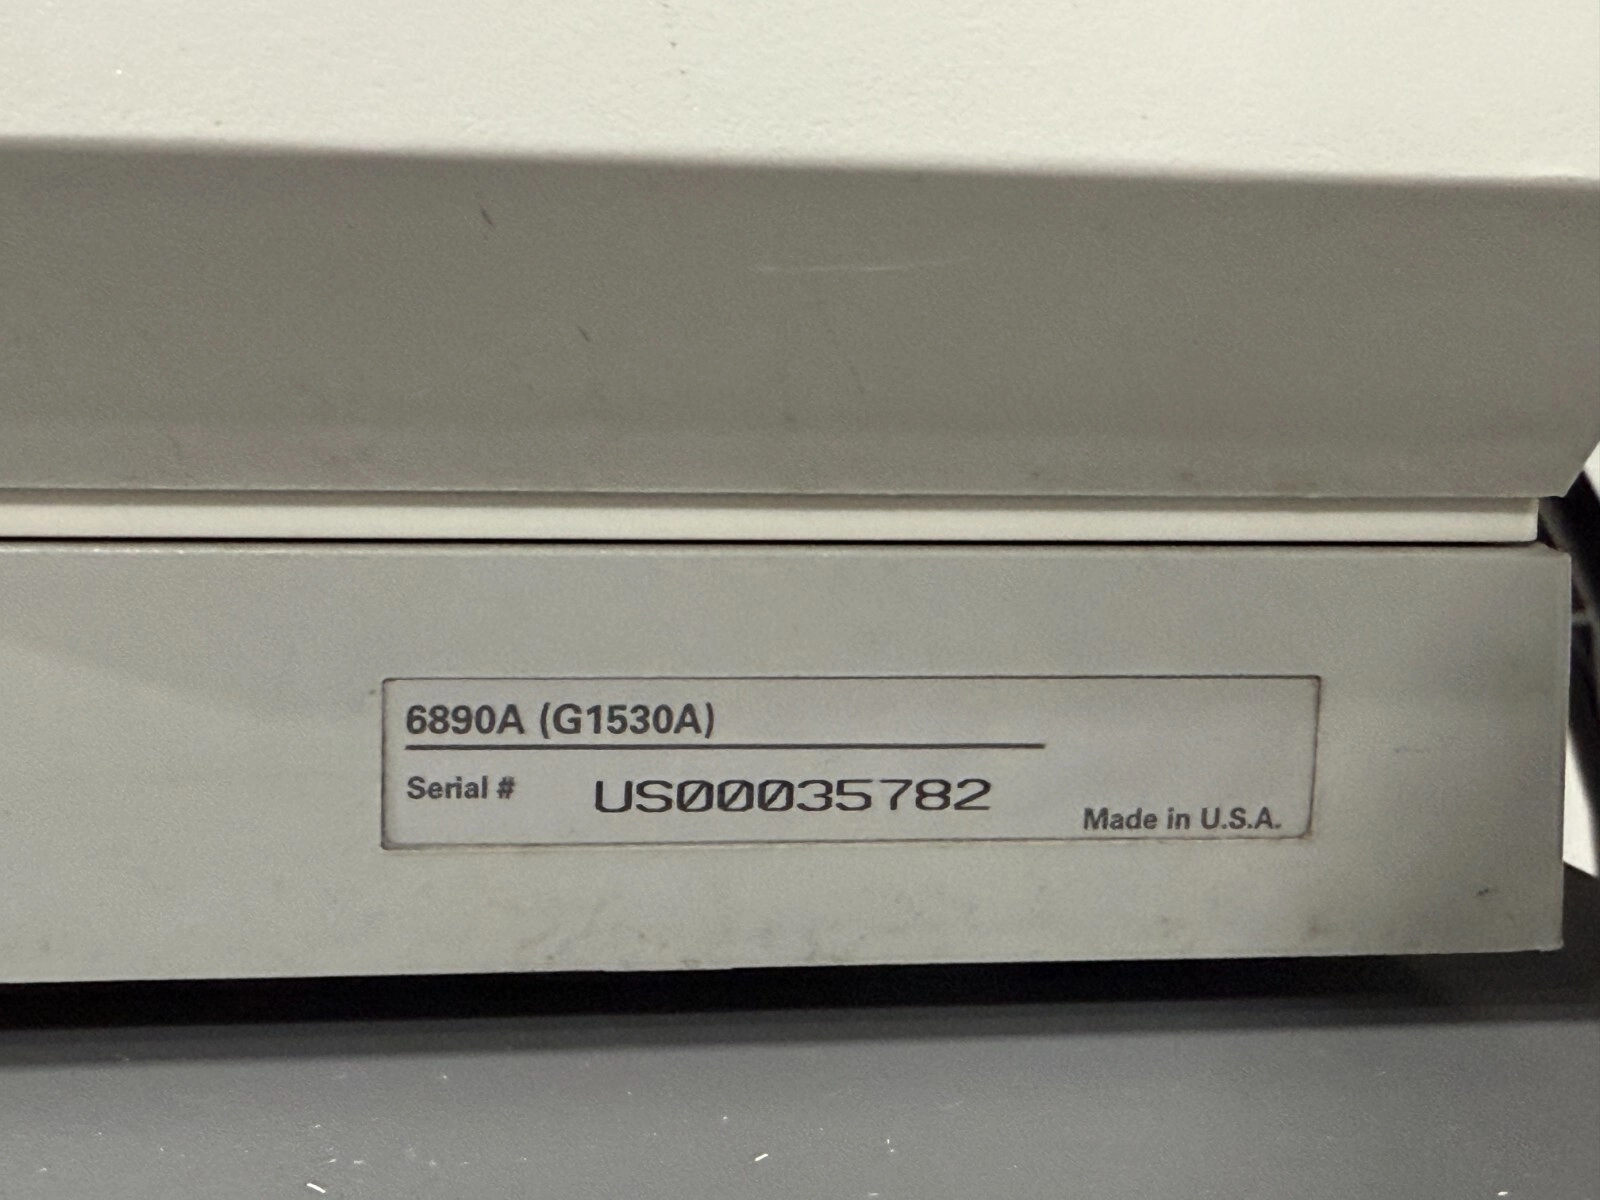 6890A (G1530A)
Serial # US00035782
Made in U.S.A.